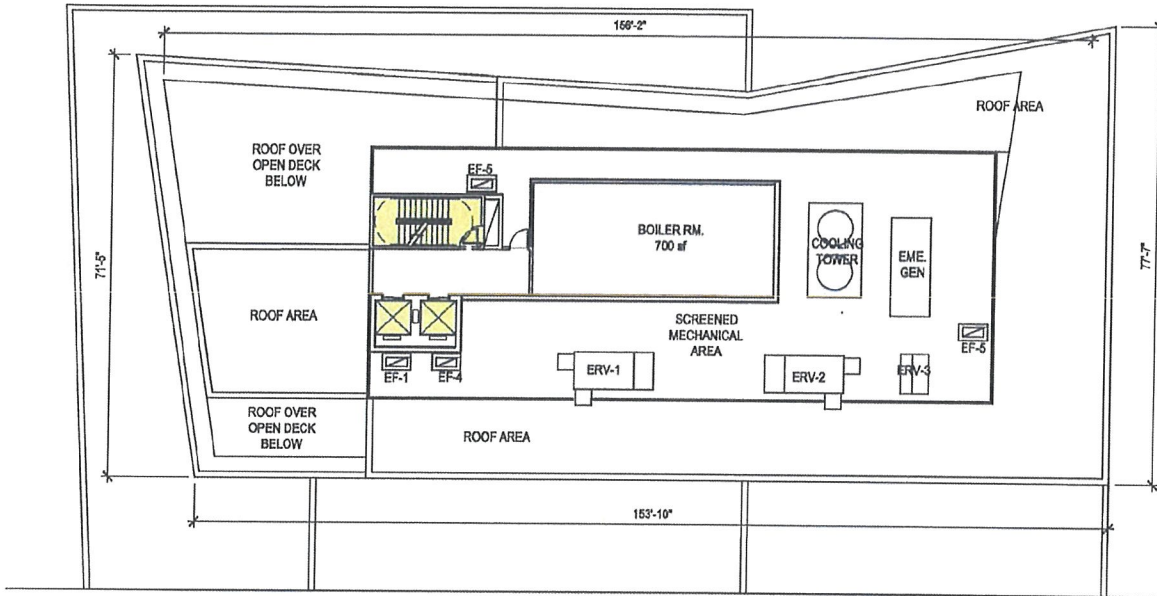 156'-2"
ROOF AREA
ROOF OVER
OPEN DECK
BELOW
EF-5
BOILER RM.
700 sf
COOLING
TOWER
EME.
GEN
71'-5"
77'-7"
ROOF AREA
SCREENED
MECHANICAL
AREA
EF-5
EF-1
EF-4
ERV-1
ERV-2
ERV-3
ROOF OVER
OPEN DECK
BELOW
ROOF AREA
153'-10"